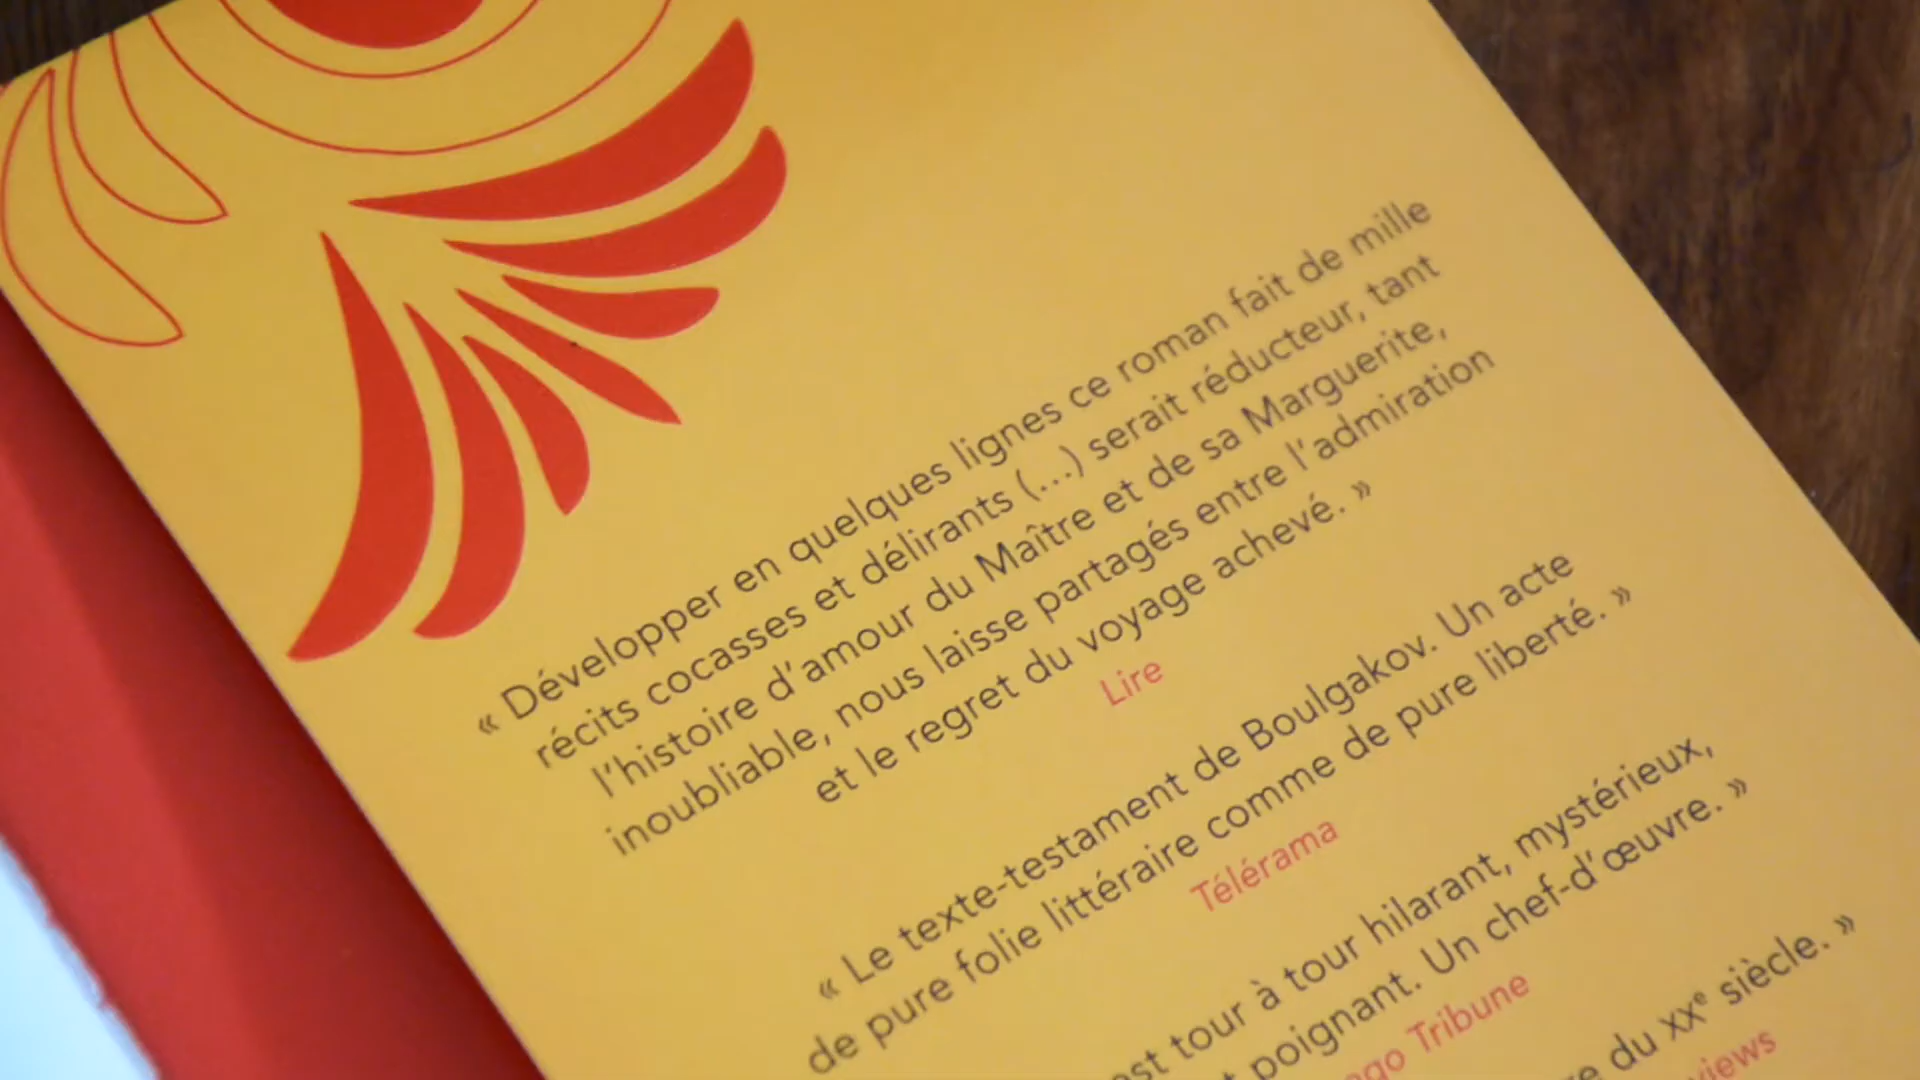 « Développer en quelques lignes ce roman fait de mille
récits cocasses et délirants (...) serait réducteur, tant
l'histoire d'amour du Maître et de sa Marguerite,
inoubliable, nous laisse partagés entre l'admiration
et le regret du voyage achevé. »
Lire
« Le texte-testament de Boulgakov. Un acte
de pure folie littéraire comme de pure liberté. »
Télérama
tour à tour hilarant, mystérieux,
poignant. Un chef-d'œuvre. »
Tribune
du XXe siècle. »